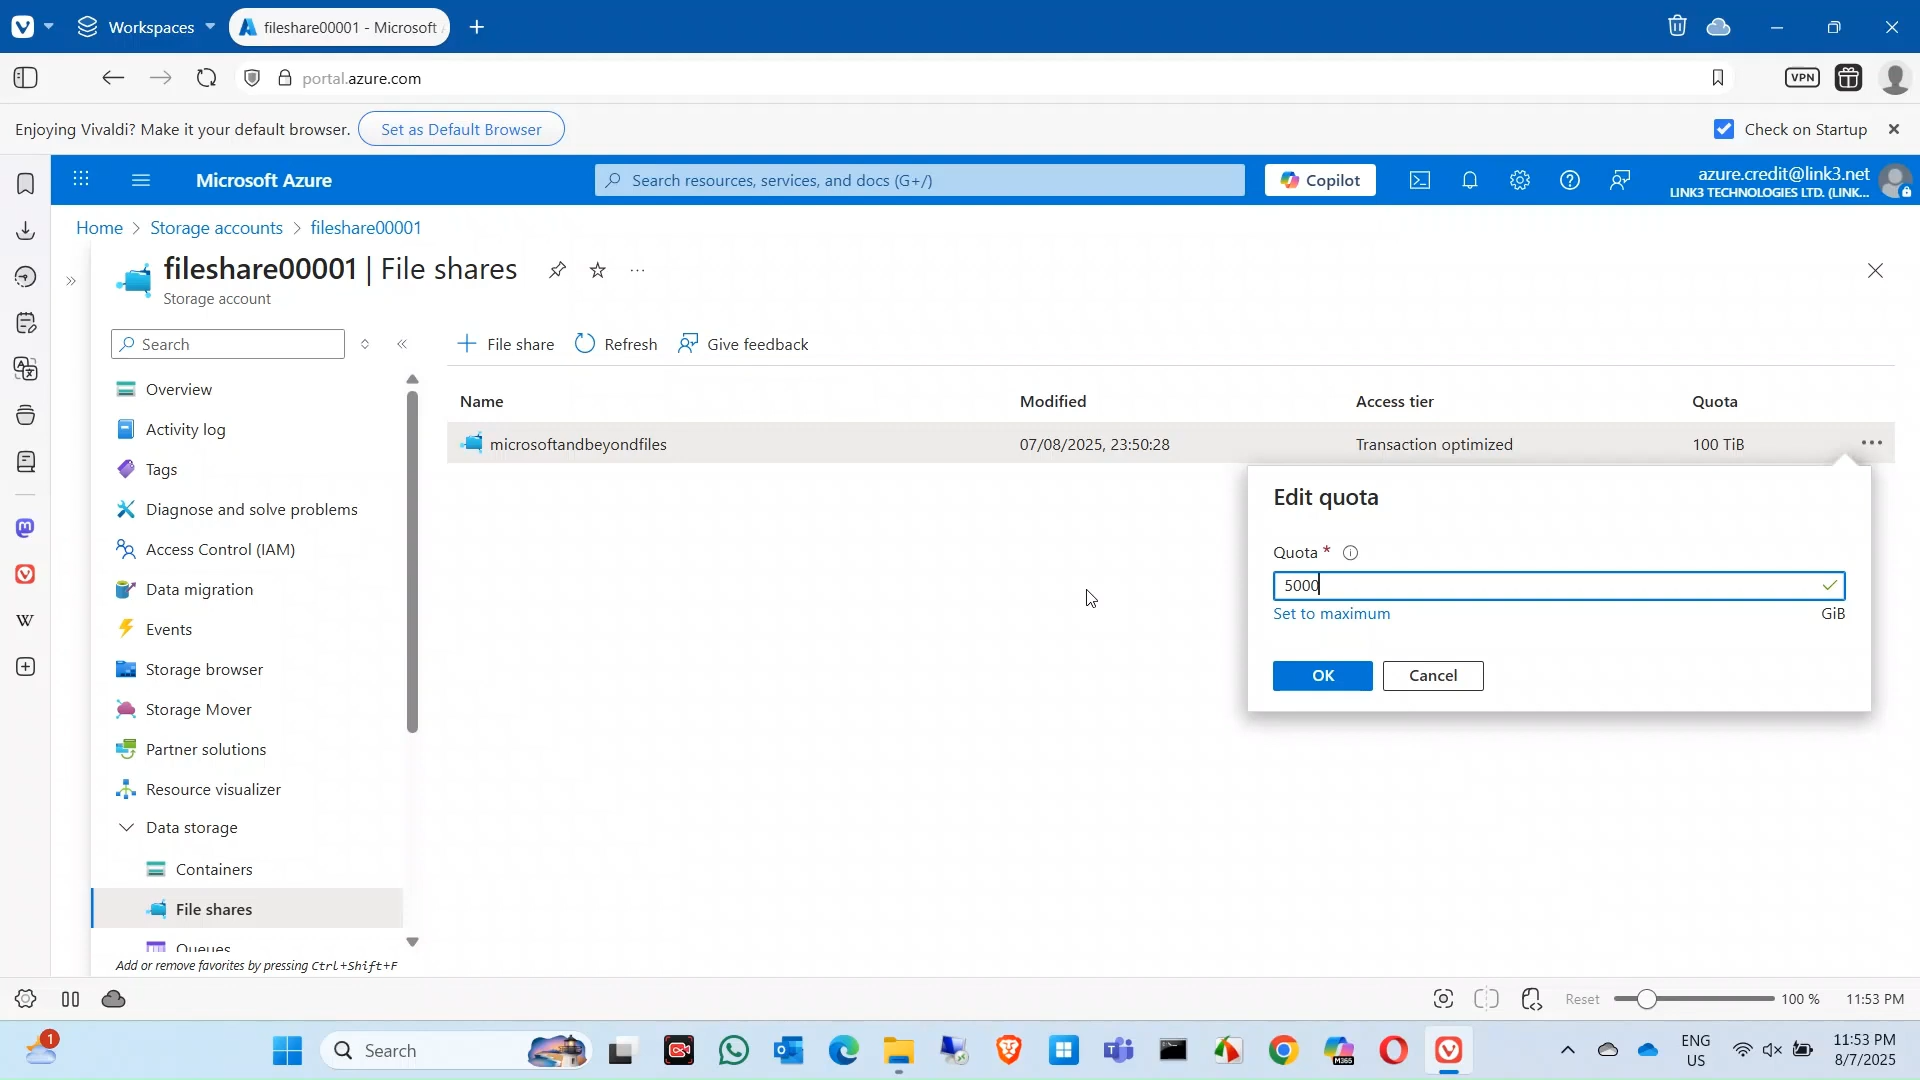 Workspaces
fileshare00001 - Microsoft A
portal.azure.com
VPN
Enjoying Vivaldi? Make it your default browser.
Set as Default Browser
Check on Startup
Microsoft Azure
Search resources, services, and docs (G+/)
Copilot
azure.credit@link3.net
LINK3 TECHNOLOGIES LTD. (LINK...
Home > Storage accounts > fileshare00001
fileshare00001 | File shares
Storage account
Search
File share
Refresh
Give feedback
Overview
Activity log
Tags
Diagnose and solve problems
Access Control (IAM)
Data migration
Events
Storage browser
Storage Mover
Partner solutions
Resource visualizer
Data storage
Containers
File shares
Queues
Add or remove favorites by pressing Ctrl+Shift+F
Name Modified Access tier Quota
microsoftandbeyondfiles 07/08/2025, 23:50:28 Transaction optimized 100 TiB
Edit quota
Quota *
5000
Set to maximum
GiB
OK
Cancel
Reset
100 %
11:53 PM
1
Search
M365
ENG
US
11:53 PM
8/7/2025